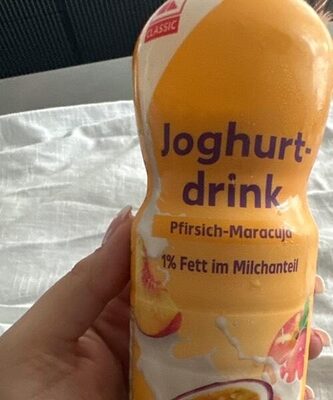 CLASSIC
Joghurt-
drink
Pfirsich-Maracuja
1% Fett im Milchanteil